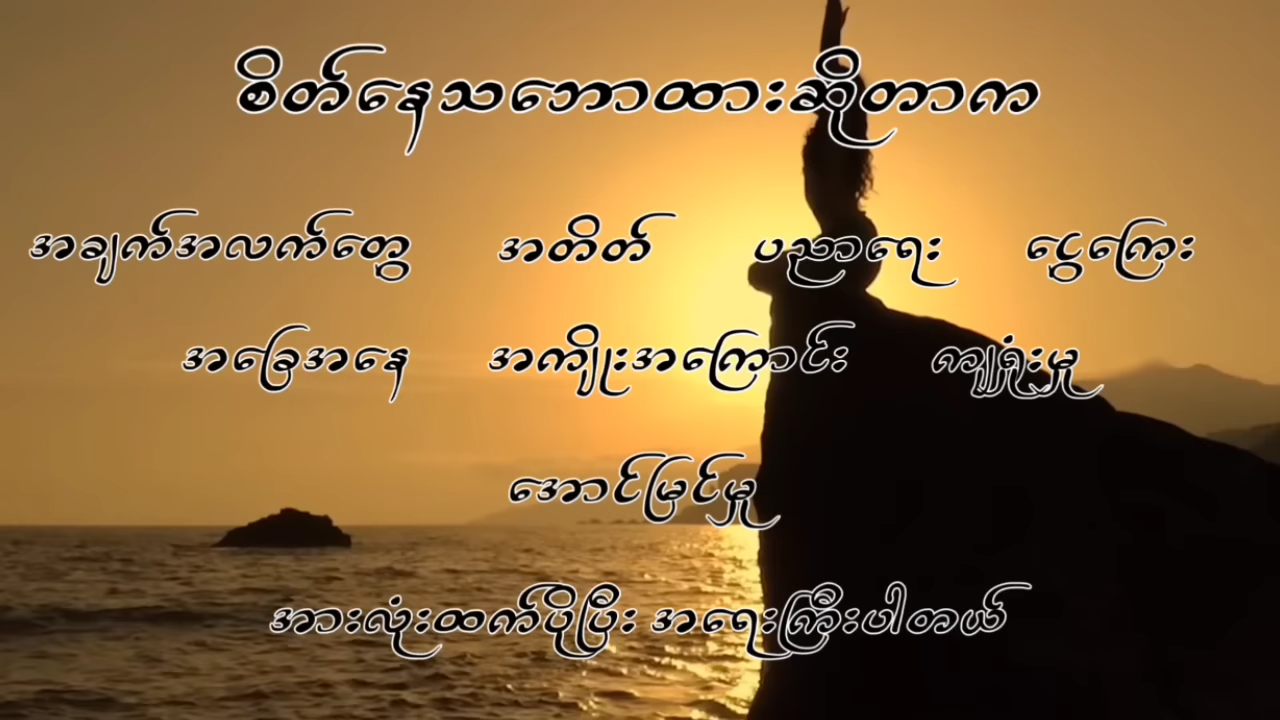 စိတ်နေသဘောထားဆိုတာက
အချက်အလက်တွေ အတိတ် ပညာရေး ငွေကြေး
အခြေအနေ အကျိုးအကြောင်း ကျရှုံးမှု
အောင်မြင်မှု
အားလုံးထက်ပိုပြီး အရေးကြီးပါတယ်